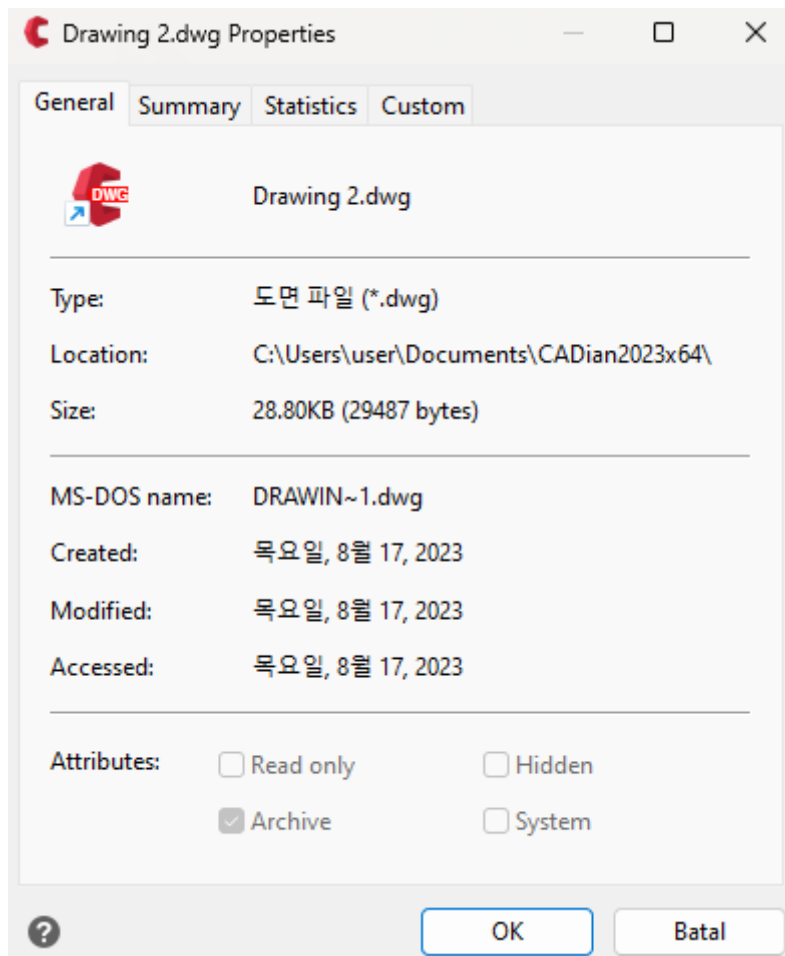 Drawing 2.dwg Properties
General Summary Statistics Custom
DWG Drawing 2.dwg
Type: 도면 파일 (*.dwg)
Location: C:\Users\user\Documents\CADian2023x64\
Size: 28.80KB (29487 bytes)
MS-DOS name: DRAWIN~1.dwg
Created: 목요일, 8월 17, 2023
Modified: 목요일, 8월 17, 2023
Accessed: 목요일, 8월 17, 2023
Attributes: Read only Hidden
Archive System
? OK Batal